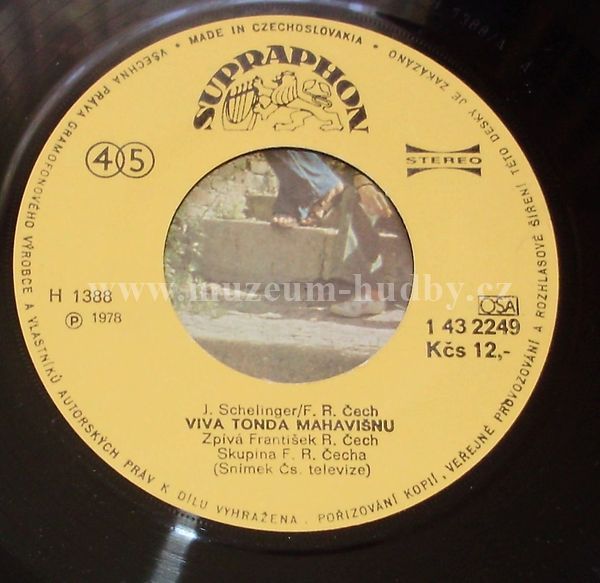 VŠECHNA PRÁVA GRAMOFONOVÉHO VÝROBCE A VLASTNÍKŮ AUTORSKÝCH PRÁV K DÍLU VYHRAŽENA. POŘIZOVÁNÍ KOPIÍ, VEŘEJNÉ PROVOZOVÁNÍ A ROZHLASOVÉ ŠÍŘENÍ TÉTO DESKY JE ZAKÁZÁNO • MADE IN CZECHOSLOVAKIA •
SUPRAPHON
45
STEREO
H 1388
Ⓟ 1978
OSA
1 43 2249
Kčs 12,-
www.muzeum-hudby.cz
J. Schelinger/F. R. Čech
VIVA TONDA MAHAVIŠNU
Zpívá František R. Čech
Skupina F. R. Čecha
(Snímek Čs. televize)